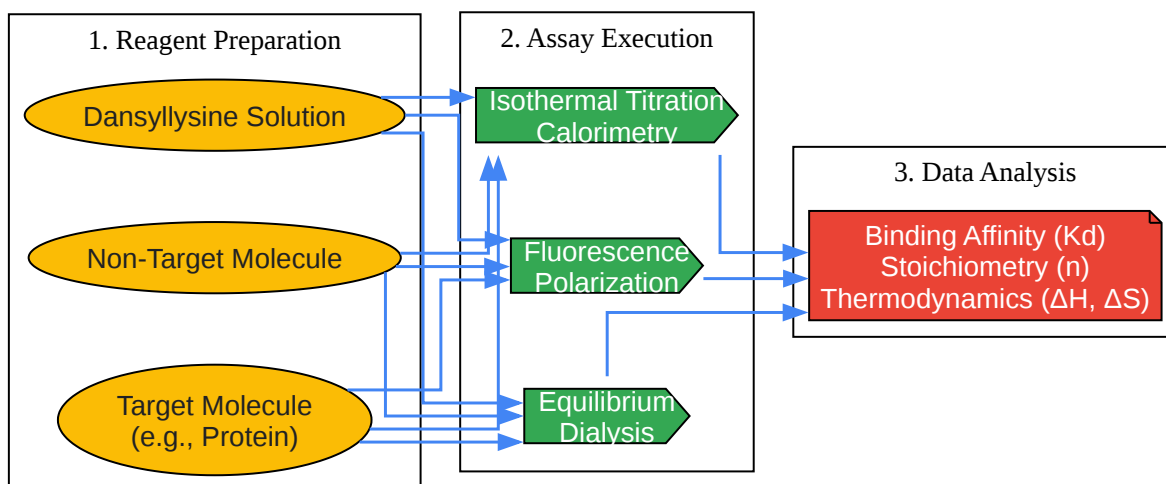 1. Reagent Preparation
Dansyllysine Solution
Non-Target Molecule
Target Molecule
(e.g., Protein)
2. Assay Execution
Isothermal Titration
Calorimetry
Fluorescence
Polarization
Equilibrium
Dialysis
3. Data Analysis
Binding Affinity (Kd)
Stoichiometry (n)
Thermodynamics (ΔH, ΔS)